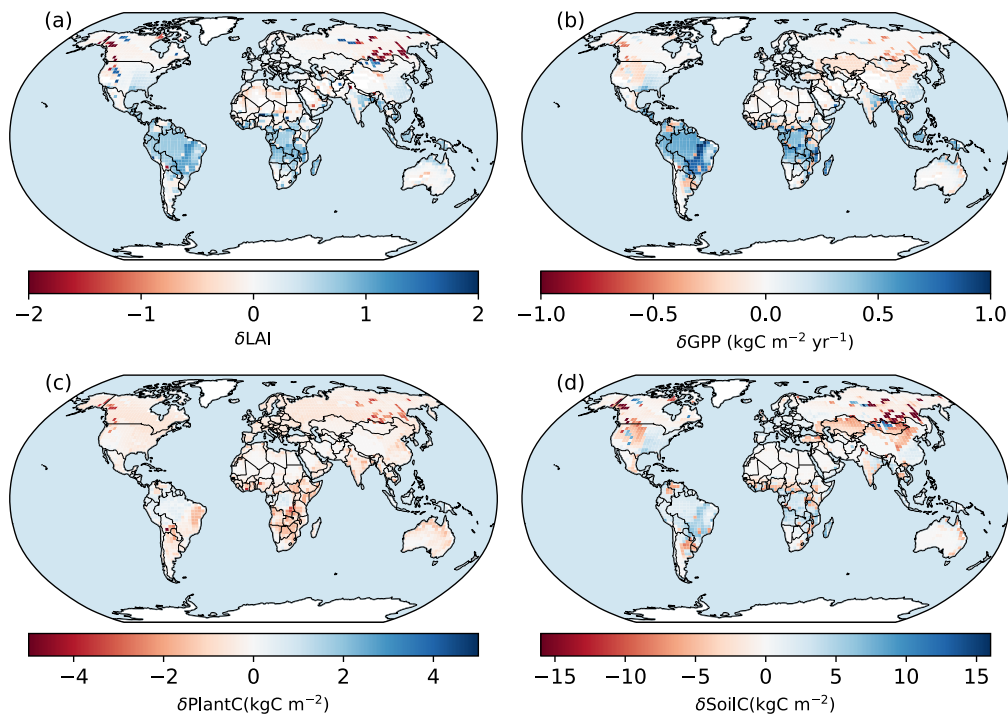 (a)
(b)
−2 −1 0 1 2
δLAI
−1.0 −0.5 0.0 0.5 1.0
δGPP (kgC m⁻² yr⁻¹)
(c)
(d)
−4 −2 0 2 4
δPlantC(kgC m⁻²)
−15 −10 −5 0 5 10 15
δSoilC(kgC m⁻²)